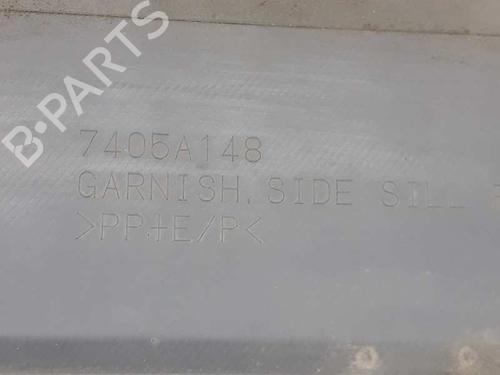 B-PARTS
7405A148
GARNISH, SIDE SILL
>PP+E/P<